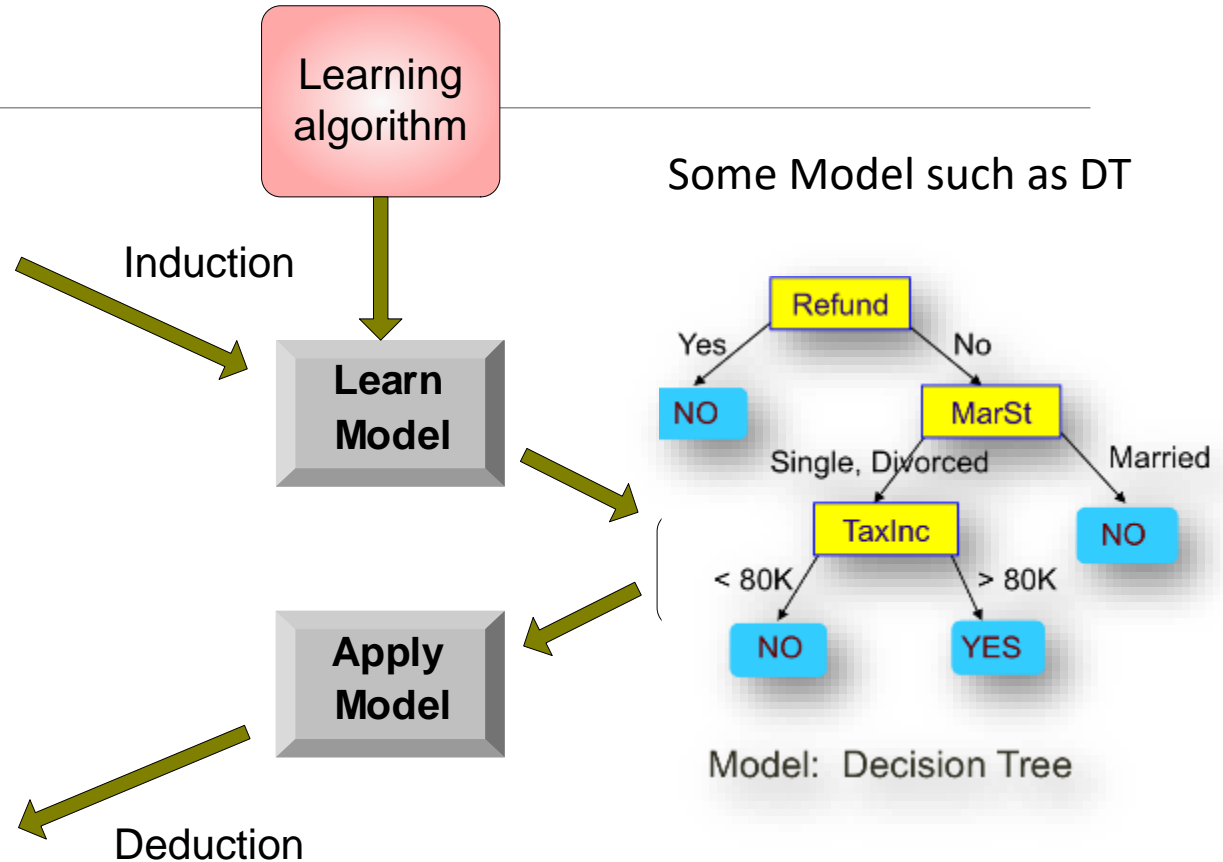 Learning
algorithm
Some Model such as DT
Induction
Refund
Yes
No
Learn
Model
NO
MarSt
Single, Divorced
Married
TaxInc
NO
< 80K
> 80K
Apply
Model
NO
YES
Model: Decision Tree
Deduction